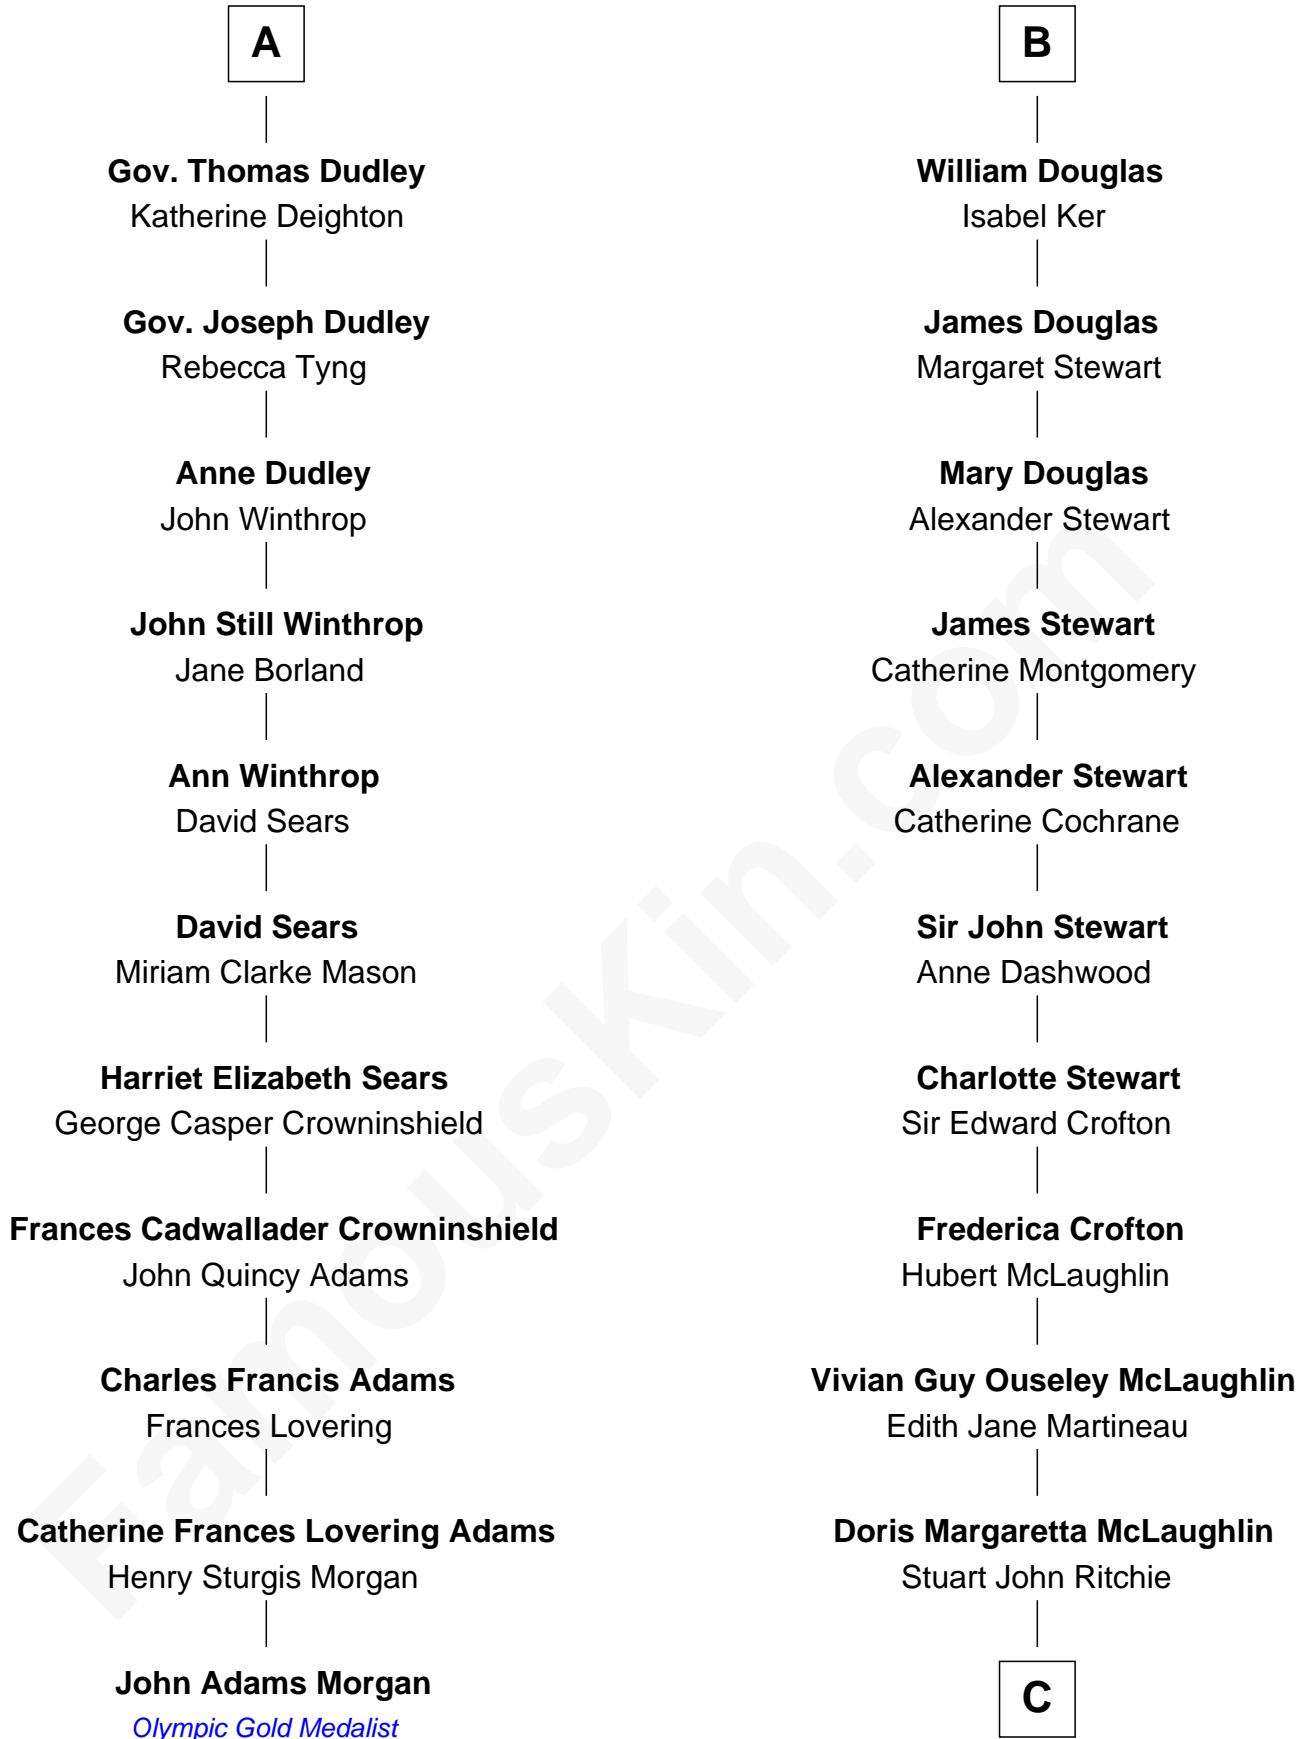 A
Gov. Thomas Dudley
Katherine Deighton
Gov. Joseph Dudley
Rebecca Tyng
Anne Dudley
John Winthrop
John Still Winthrop
Jane Borland
Ann Winthrop
David Sears
David Sears
Miriam Clarke Mason
Harriet Elizabeth Sears
George Casper Crowninshield
Frances Cadwallader Crowninshield
John Quincy Adams
Charles Francis Adams
Frances Lovering
Catherine Frances Lovering Adams
Henry Sturgis Morgan
John Adams Morgan
Olympic Gold Medalist
B
William Douglas
Isabel Ker
James Douglas
Margaret Stewart
Mary Douglas
Alexander Stewart
James Stewart
Catherine Montgomery
Alexander Stewart
Catherine Cochrane
Sir John Stewart
Anne Dashwood
Charlotte Stewart
Sir Edward Crofton
Frederica Crofton
Hubert McLaughlin
Vivian Guy Ouseley McLaughlin
Edith Jane Martineau
Doris Margaretta McLaughlin
Stuart John Ritchie
C
FamousKin.com